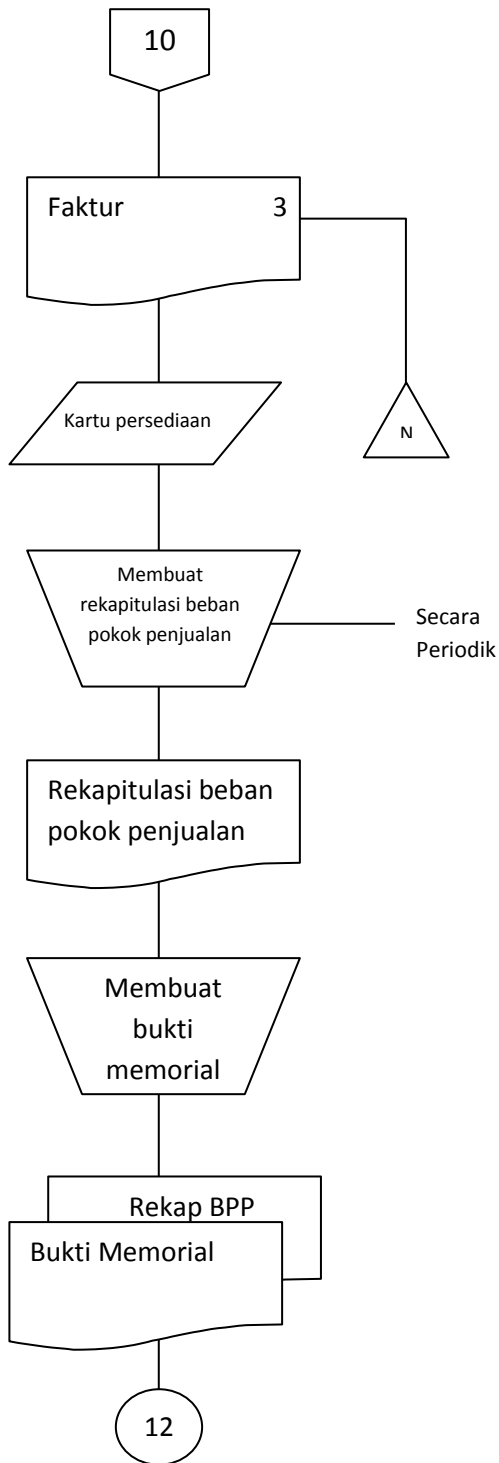 10
Faktur 3
Kartu persediaan
N
Membuat
rekapitulasi beban
pokok penjualan
Secara
Periodik
Rekapitulasi beban
pokok penjualan
Membuat
bukti
memorial
Rekap BPP
Bukti Memorial
12